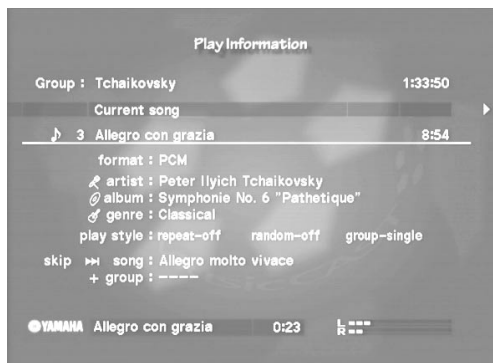 Play Information
Group : Tchaikovsky 1:33:50
Current song
3 Allegro con grazia 8:54
format : PCM
artist : Peter Ilyich Tchaikovsky
album : Symphonie No. 6 "Pathetique"
genre : Classical
play style : repeat-off random-off group-single
skip song : Allegro molto vivace
+ group : ----
YAMAHA Allegro con grazia 0:23 L
R